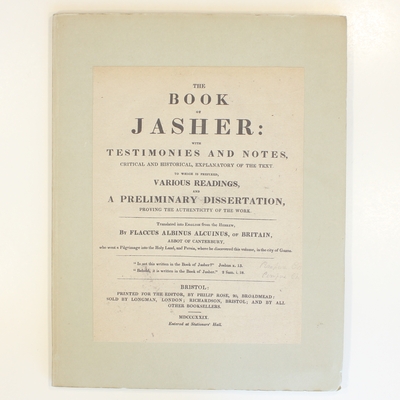 THE
BOOK
OF
JASHER:
WITH
TESTIMONIES AND NOTES,
CRITICAL AND HISTORICAL, EXPLANATORY OF THE TEXT.
TO WHICH IS PREFIXED,
VARIOUS READINGS,
AND
A PRELIMINARY DISSERTATION,
PROVING THE AUTHENTICITY OF THE WORK.
Translated into English from the Hebrew,
By FLACCUS ALBINUS ALCUINUS, OF BRITAIN,
ABBOT OF CANTERBURY,
who went a Pilgrimage into the Holy Land, and Persia, where he discovered this volume, in the city of Gazna.
"Is not this written in the Book of Jasher?" Joshua x. 13.
"Behold, it is written in the Book of Jasher." 2 Sam. i. 18
BRISTOL:
PRINTED FOR THE EDITOR, BY PHILIP ROSE, 20, BROADMEAD:
SOLD BY LONGMAN, LONDON; RICHARDSON, BRISTOL; AND BY ALL
OTHER BOOKSELLERS.
MDCCCXXIX.
Entered at Stationers' Hall.